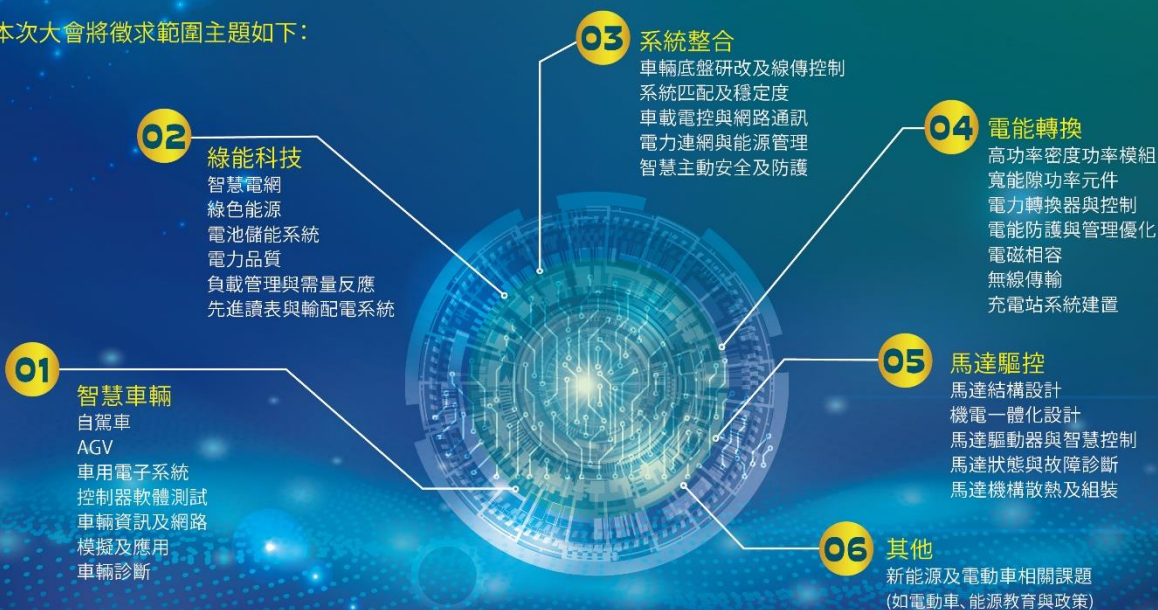 本次大會將徵求範圍主題如下：
01
智慧車輛
自駕車
AGV
車用電子系統
控制器軟體測試
車輛資訊及網路
模擬及應用
車輛診斷
02
綠能科技
智慧電網
綠色能源
電池儲能系統
電力品質
負載管理與需量反應
先進讀表與輸配電系統
03
系統整合
車輛底盤研改及線傳控制
系統匹配及穩定度
車載電控與網路通訊
電力連網與能源管理
智慧主動安全及防護
04
電能轉換
高功率密度功率模組
寬能隙功率元件
電力轉換器與控制
電能防護與管理優化
電磁相容
無線傳輸
充電站系統建置
05
馬達驅控
馬達結構設計
機電一體化設計
馬達驅動器與智慧控制
馬達狀態與故障診斷
馬達機構散熱及組裝
06
其他
新能源及電動車相關課題
(如電動車、能源教育與政策)